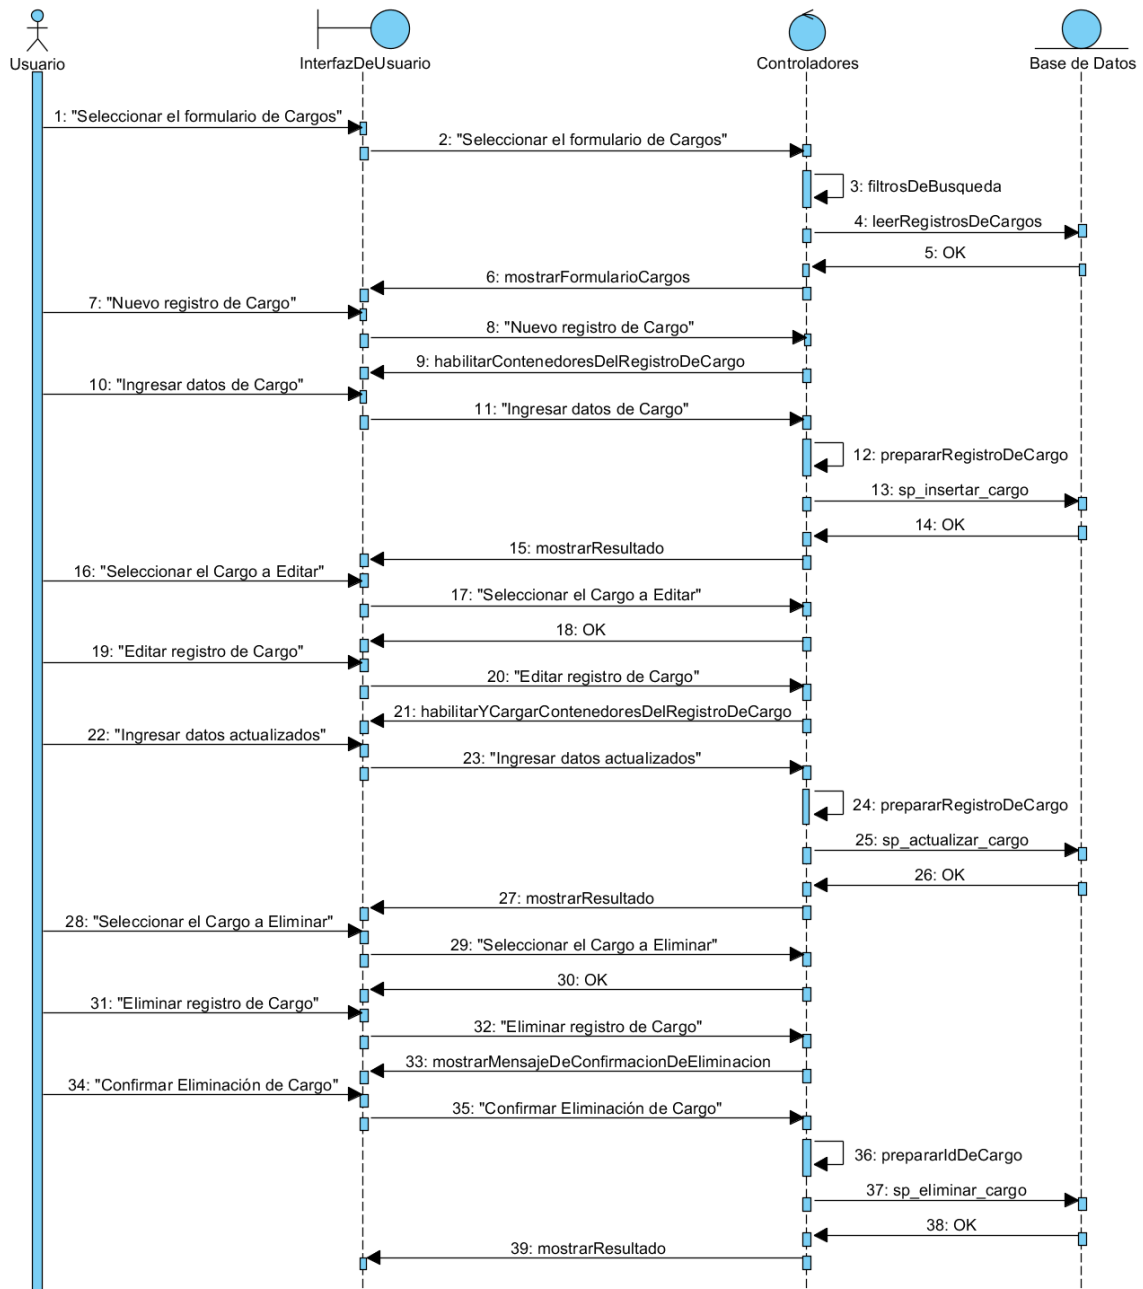 Usuario
InterfazDeUsuario
Controladores
Base de Datos
1: "Seleccionar el formulario de Cargos"
2: "Seleccionar el formulario de Cargos"
3: filtrosDeBusqueda
4: leerRegistrosDeCargos
5: OK
6: mostrarFormularioCargos
7: "Nuevo registro de Cargo"
8: "Nuevo registro de Cargo"
9: habilitarContenedoresDelRegistroDeCargo
10: "Ingresar datos de Cargo"
11: "Ingresar datos de Cargo"
12: prepararRegistroDeCargo
13: sp_insertar_cargo
14: OK
15: mostrarResultado
16: "Seleccionar el Cargo a Editar"
17: "Seleccionar el Cargo a Editar"
18: OK
19: "Editar registro de Cargo"
20: "Editar registro de Cargo"
21: habilitarYCargarContenedoresDelRegistroDeCargo
22: "Ingresar datos actualizados"
23: "Ingresar datos actualizados"
24: prepararRegistroDeCargo
25: sp_actualizar_cargo
26: OK
27: mostrarResultado
28: "Seleccionar el Cargo a Eliminar"
29: "Seleccionar el Cargo a Eliminar"
30: OK
31: "Eliminar registro de Cargo"
32: "Eliminar registro de Cargo"
33: mostrarMensajeDeConfirmacionDeEliminacion
34: "Confirmar Eliminación de Cargo"
35: "Confirmar Eliminación de Cargo"
36: prepararIdDeCargo
37: sp_eliminar_cargo
38: OK
39: mostrarResultado